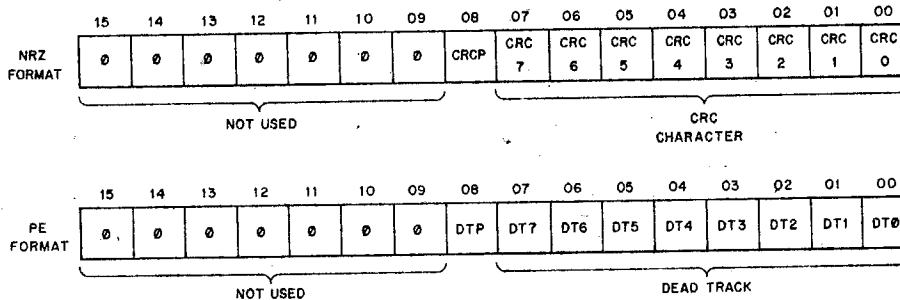 15 14 13 12 11 10 09 08 07 06 05 04 03 02 01 00
NRZ FORMAT
Ø Ø Ø Ø Ø Ø Ø CRCP CRC 7 CRC 6 CRC 5 CRC 4 CRC 3 CRC 2 CRC 1 CRC 0
NOT USED
CRC CHARACTER
15 14 13 12 11 10 09 08 07 06 05 04 03 02 01 00
PE FORMAT
Ø Ø Ø Ø Ø Ø Ø DTP DT7 DT6 DT5 DT4 DT3 DT2 DT1 DTØ
NOT USED
DEAD TRACK